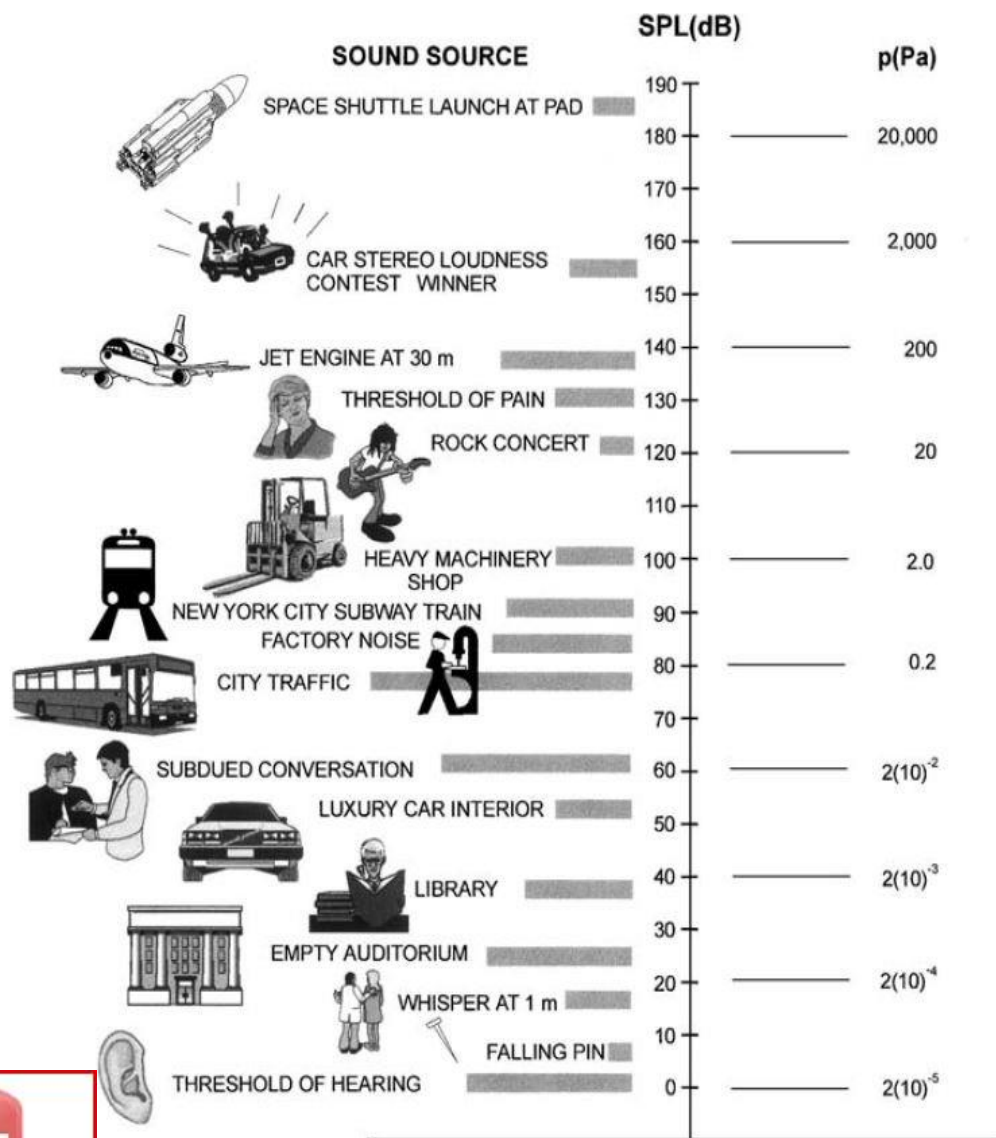 SPL(dB)
SOUND SOURCE
p(Pa)
190
SPACE SHUTTLE LAUNCH AT PAD
180
20,000
170
160
2,000
CAR STEREO LOUDNESS
CONTEST WINNER
150
140
200
JET ENGINE AT 30 m
THRESHOLD OF PAIN
130
ROCK CONCERT
120
20
110
HEAVY MACHINERY
SHOP
100
2.0
NEW YORK CITY SUBWAY TRAIN
90
FACTORY NOISE
80
0.2
CITY TRAFFIC
70
SUBDUED CONVERSATION
60
2(10)⁻²
LUXURY CAR INTERIOR
50
LIBRARY
40
2(10)⁻³
30
EMPTY AUDITORIUM
20
2(10)⁻⁴
WHISPER AT 1 m
10
FALLING PIN
THRESHOLD OF HEARING
0
2(10)⁻⁵